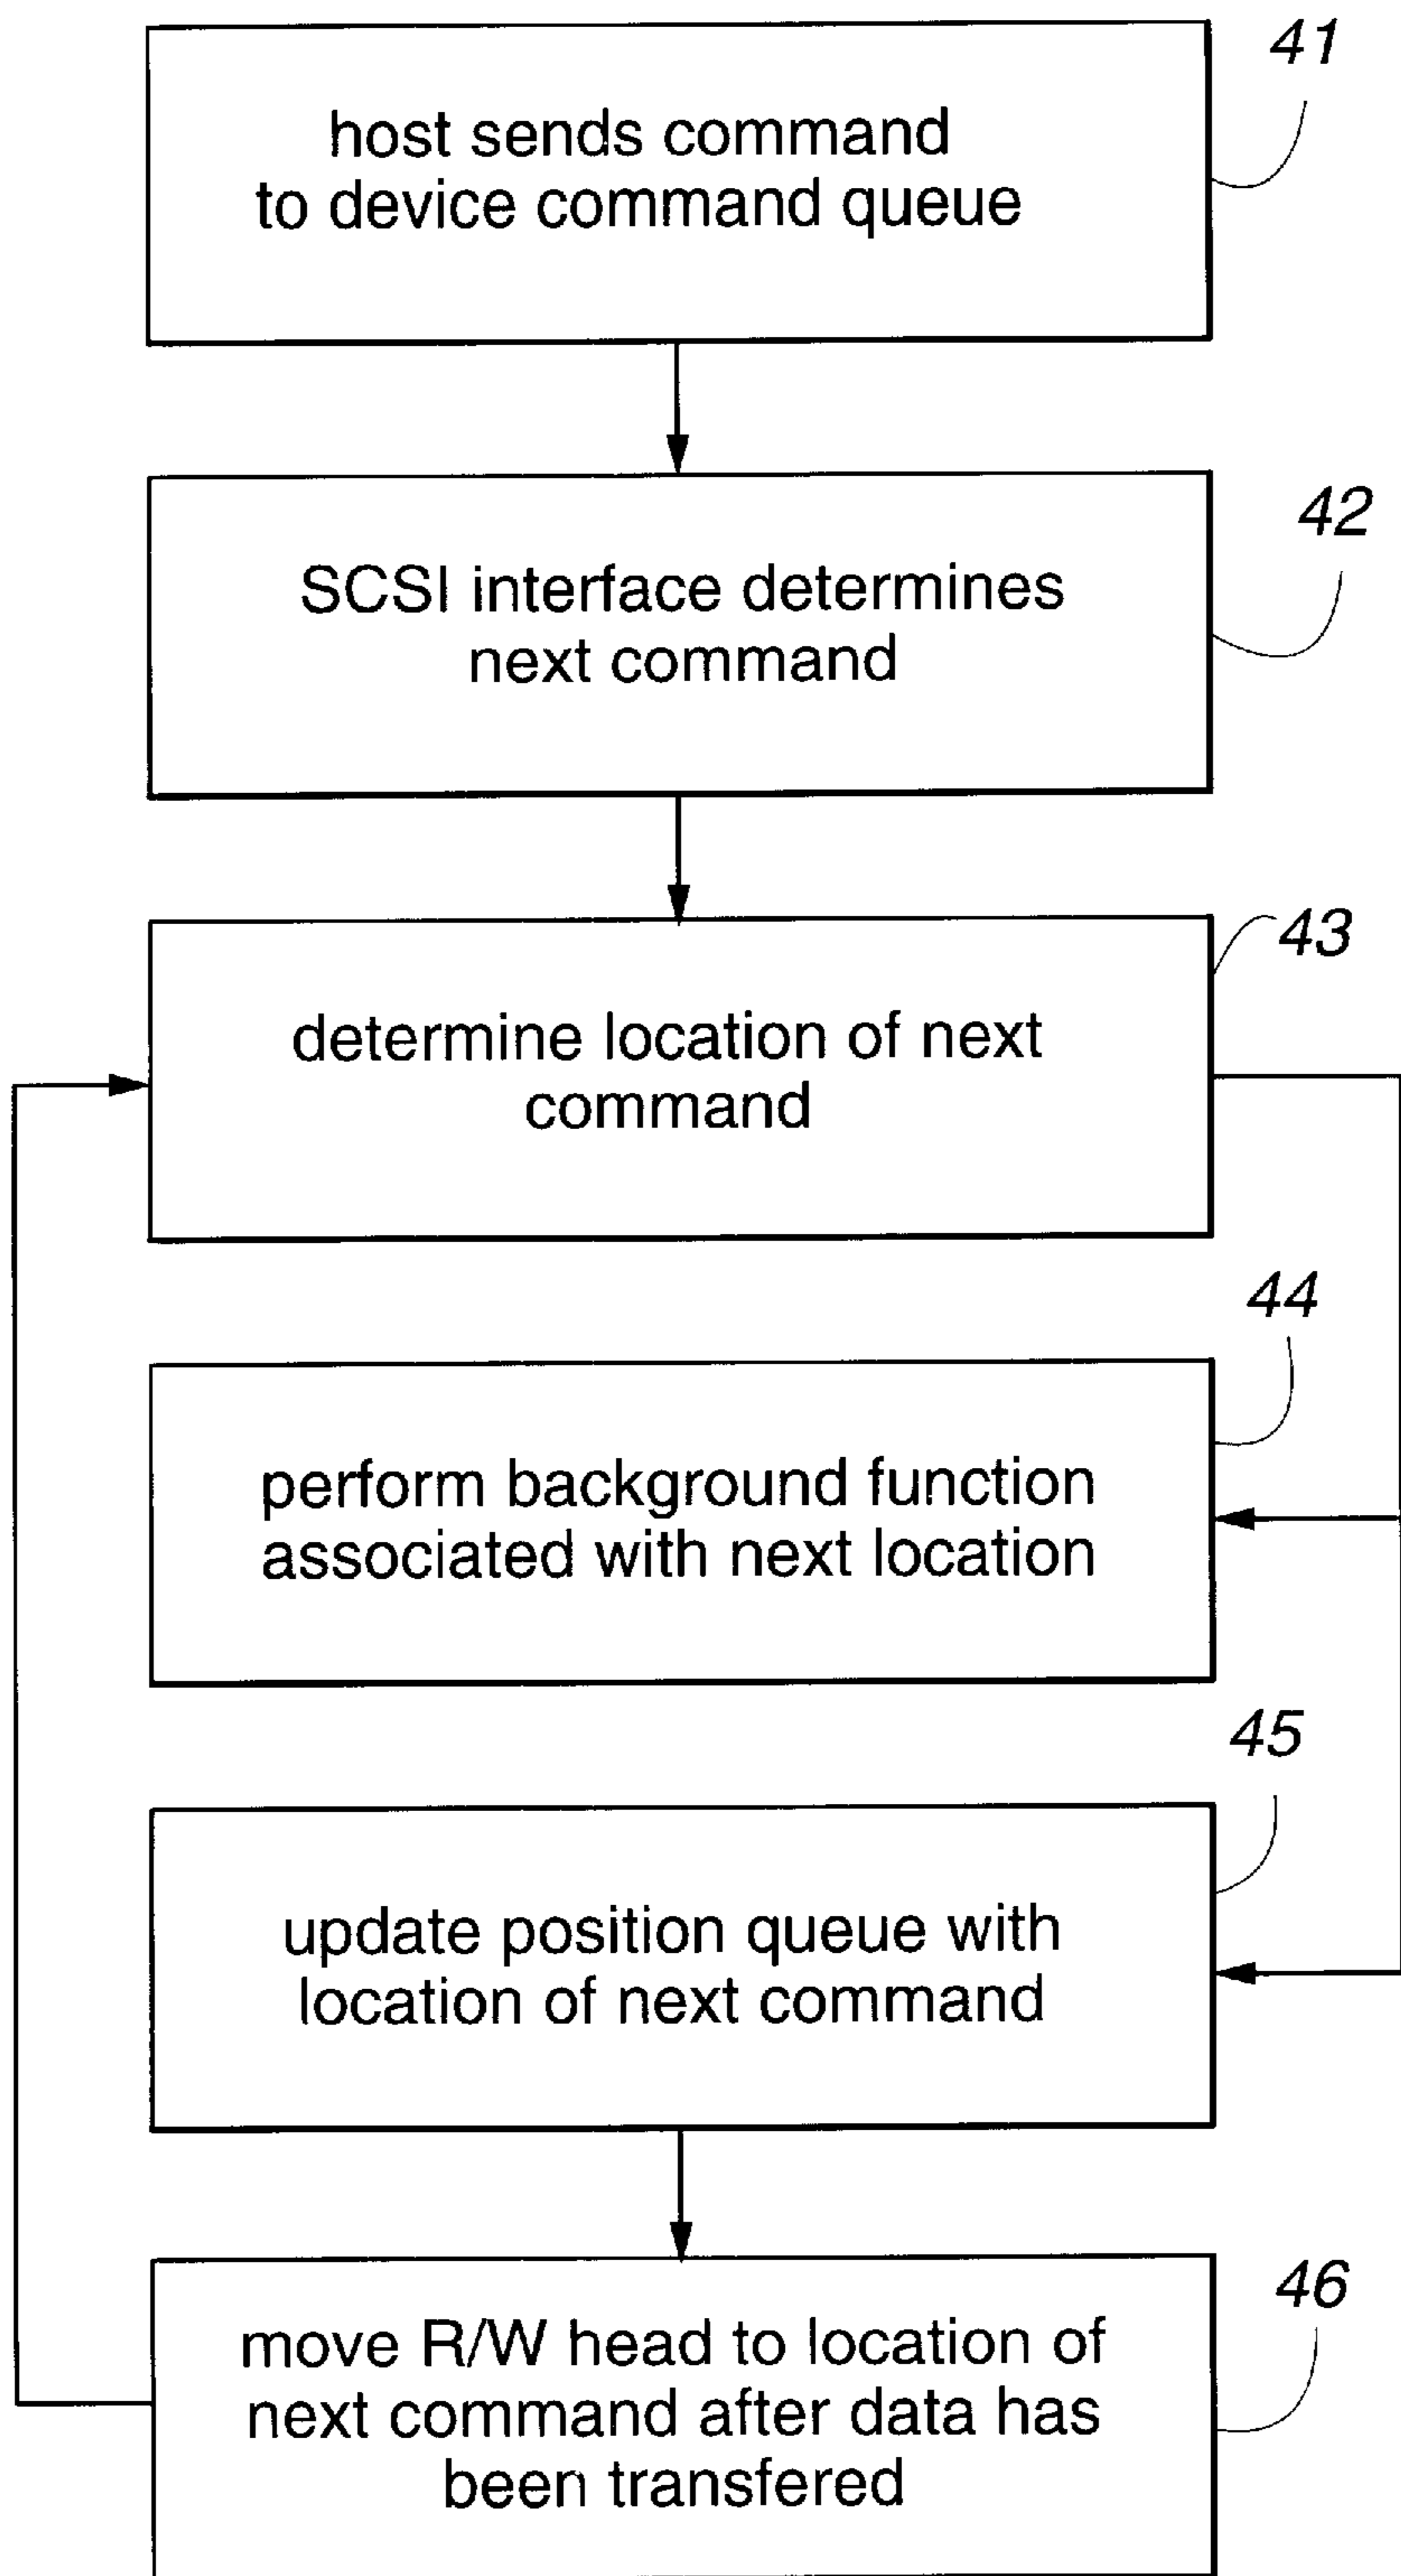 41
host sends command
to device command queue
42
SCSI interface determines
next command
43
determine location of next
command
44
perform background function
associated with next location
45
update position queue with
location of next command
46
move R/W head to location of
next command after data has
been transfered